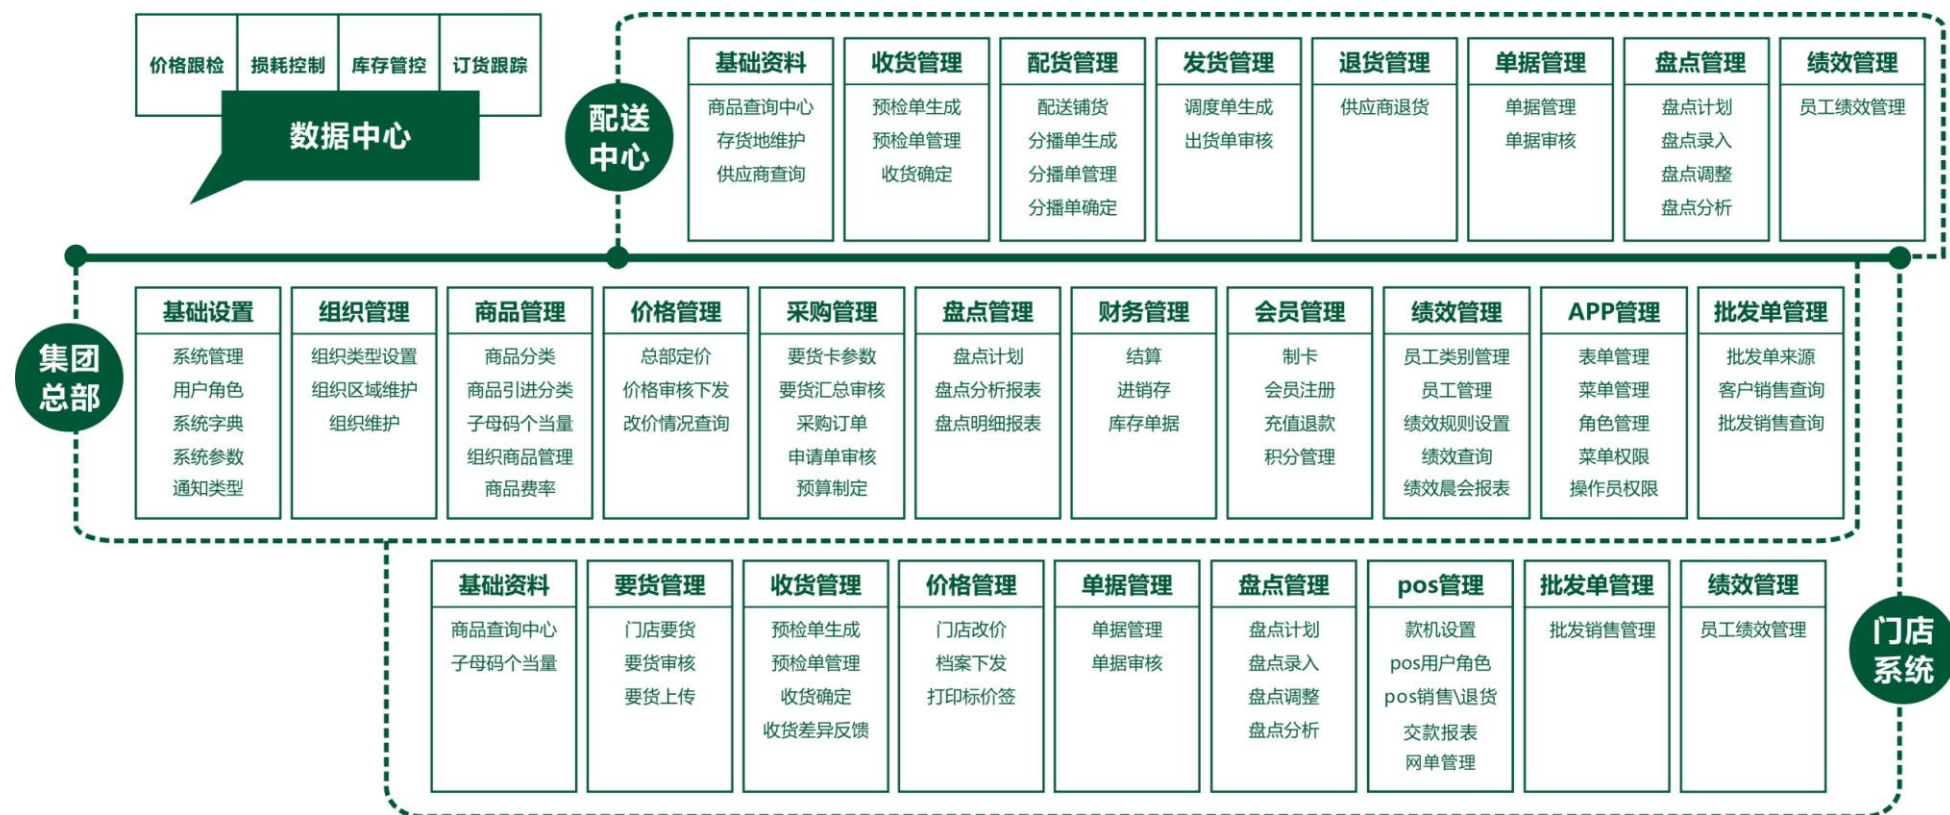 价格跟检
损耗控制
库存管控
订货跟踪
数据中心
配送
中心
基础资料
商品查询中心
存货地维护
供应商查询
收货管理
预检单生成
预检单管理
收货确定
配货管理
配送铺货
分播单生成
分播单管理
分播单确定
发货管理
调度单生成
出货单审核
退货管理
供应商退货
单据管理
单据管理
单据审核
盘点管理
盘点计划
盘点录入
盘点调整
盘点分析
绩效管理
员工绩效管理
集团
总部
基础设置
系统管理
用户角色
系统字典
系统参数
通知类型
组织管理
组织类型设置
组织区域维护
组织维护
商品管理
商品分类
商品引进分类
子母码个当量
组织商品管理
商品费率
价格管理
总部定价
价格审核下发
改价情况查询
采购管理
要货卡参数
要货汇总审核
采购订单
申请单审核
预算制定
盘点管理
盘点计划
盘点分析报表
盘点明细报表
财务管理
结算
进销存
库存单据
会员管理
制卡
会员注册
充值退款
积分管理
绩效管理
员工类别管理
员工管理
绩效规则设置
绩效查询
绩效晨会报表
APP管理
表单管理
菜单管理
角色管理
菜单权限
操作员权限
批发单管理
批发单来源
客户销售查询
批发销售查询
基础资料
商品查询中心
子母码个当量
要货管理
门店要货
要货审核
要货上传
收货管理
预检单生成
预检单管理
收货确定
收货差异反馈
价格管理
门店改价
档案下发
打印标价签
单据管理
单据管理
单据审核
盘点管理
盘点计划
盘点录入
盘点调整
盘点分析
pos管理
款机设置
pos用户角色
pos销售\退货
交款报表
网单管理
批发单管理
批发销售管理
绩效管理
员工绩效管理
门店
系统